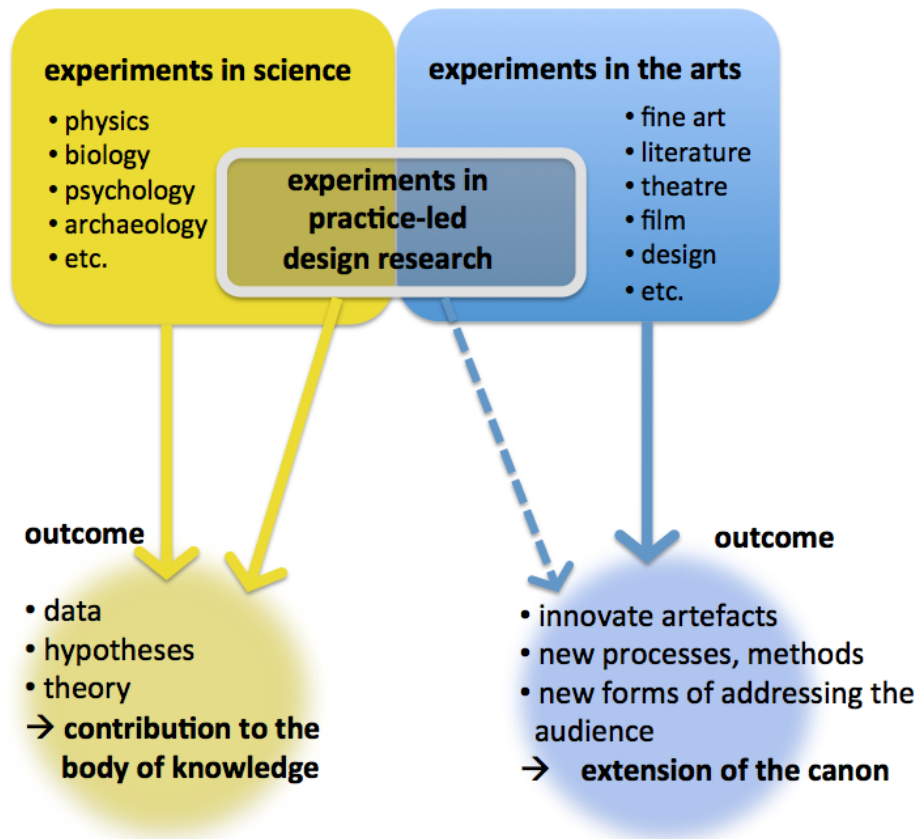 experiments in science
• physics
• biology
• psychology
• archaeology
• etc.
experiments in the arts
• fine art
• literature
• theatre
• film
• design
• etc.
experiments in
practice-led
design research
outcome
• data
• hypotheses
• theory
→ contribution to the
body of knowledge
outcome
• innovate artefacts
• new processes, methods
• new forms of addressing the
audience
→ extension of the canon